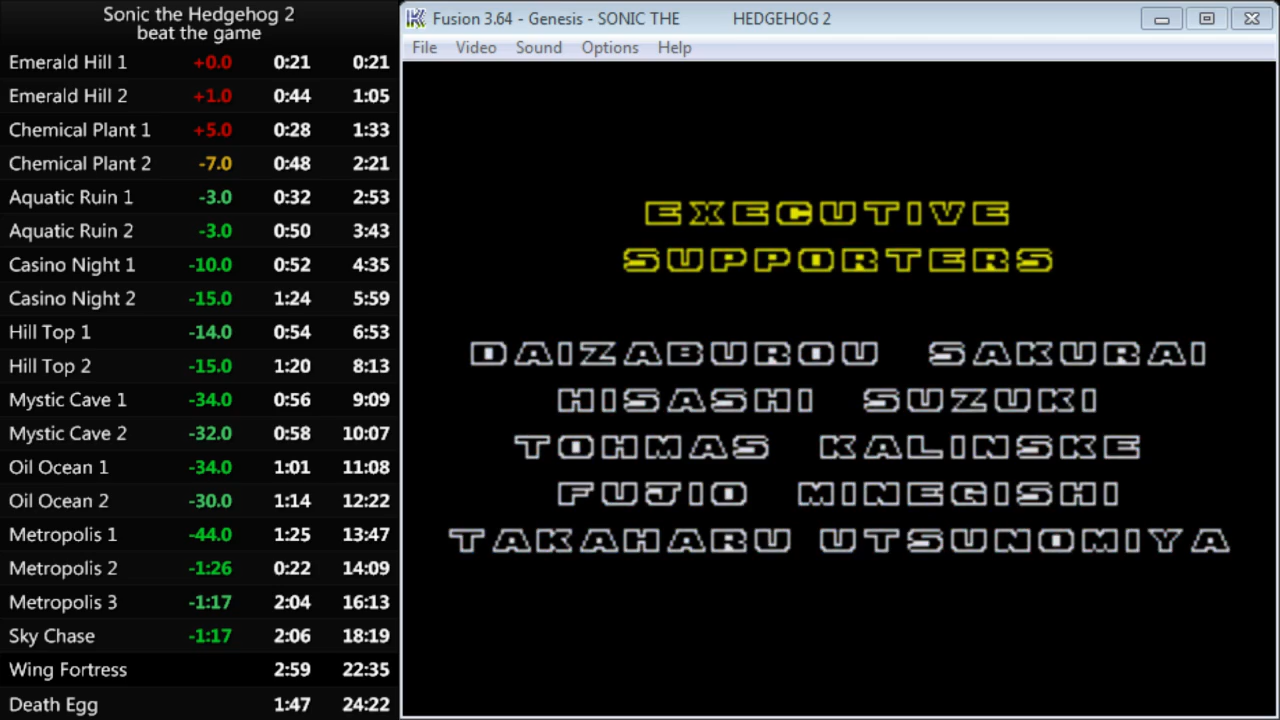 Sonic the Hedgehog 2
beat the game
Emerald Hill 1 +0.0 0:21 0:21
Emerald Hill 2 +1.0 0:44 1:05
Chemical Plant 1 +5.0 0:28 1:33
Chemical Plant 2 -7.0 0:48 2:21
Aquatic Ruin 1 -3.0 0:32 2:53
Aquatic Ruin 2 -3.0 0:50 3:43
Casino Night 1 -10.0 0:52 4:35
Casino Night 2 -15.0 1:24 5:59
Hill Top 1 -14.0 0:54 6:53
Hill Top 2 -15.0 1:20 8:13
Mystic Cave 1 -34.0 0:56 9:09
Mystic Cave 2 -32.0 0:58 10:07
Oil Ocean 1 -34.0 1:01 11:08
Oil Ocean 2 -30.0 1:14 12:22
Metropolis 1 -44.0 1:25 13:47
Metropolis 2 -1:26 0:22 14:09
Metropolis 3 -1:17 2:04 16:13
Sky Chase -1:17 2:06 18:19
Wing Fortress 2:59 22:35
Death Egg 1:47 24:22
Fusion 3.64 - Genesis - SONIC THE HEDGEHOG 2
File Video Sound Options Help
EXECUTIVE
SUPPORTERS
DAIZABUROU SAKURAI
HISASHI SUZUKI
TOHMAS KALINSKE
FUJIO MINEGISHI
TAKAHARU UTSUNOMIYA